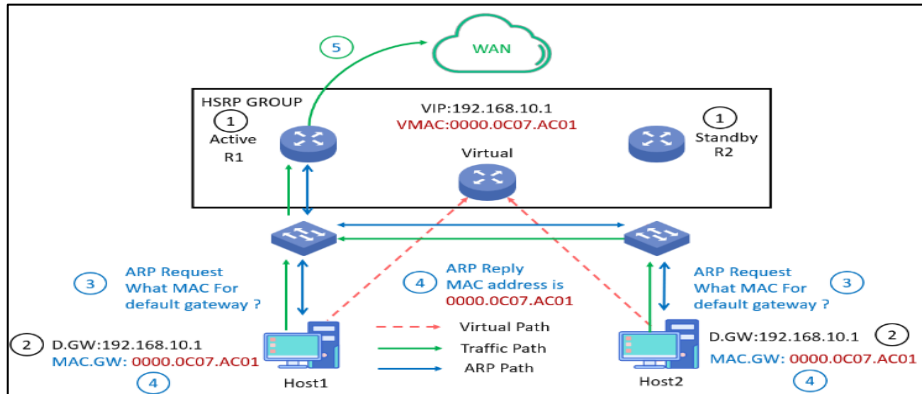 5
WAN
HSRP GROUP
1
Active
R1
VIP:192.168.10.1
VMAC:0000.0C07.AC01
Virtual
1
Standby
R2
3
ARP Request
What MAC For
default gateway ?
4
ARP Reply
MAC address is
0000.0C07.AC01
ARP Request
What MAC For
default gateway ?
3
2
D.GW:192.168.10.1
MAC.GW: 0000.0C07.AC01
4
Host1
Virtual Path
Traffic Path
ARP Path
Host2
D.GW:192.168.10.1
2
MAC.GW: 0000.0C07.AC01
4